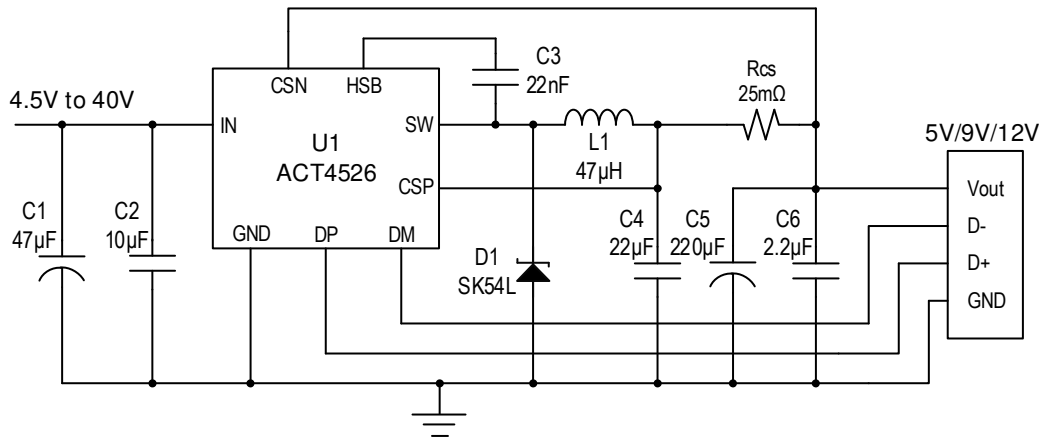 CSN
HSB
C3
22nF
Rcs
25mΩ
4.5V to 40V
IN
SW
U1
ACT4526
L1
47µH
5V/9V/12V
CSP
Vout
C1
47µF
C2
10µF
GND
DP
DM
C4
22µF
C5
220µF
C6
2.2µF
D-
D1
SK54L
D+
GND